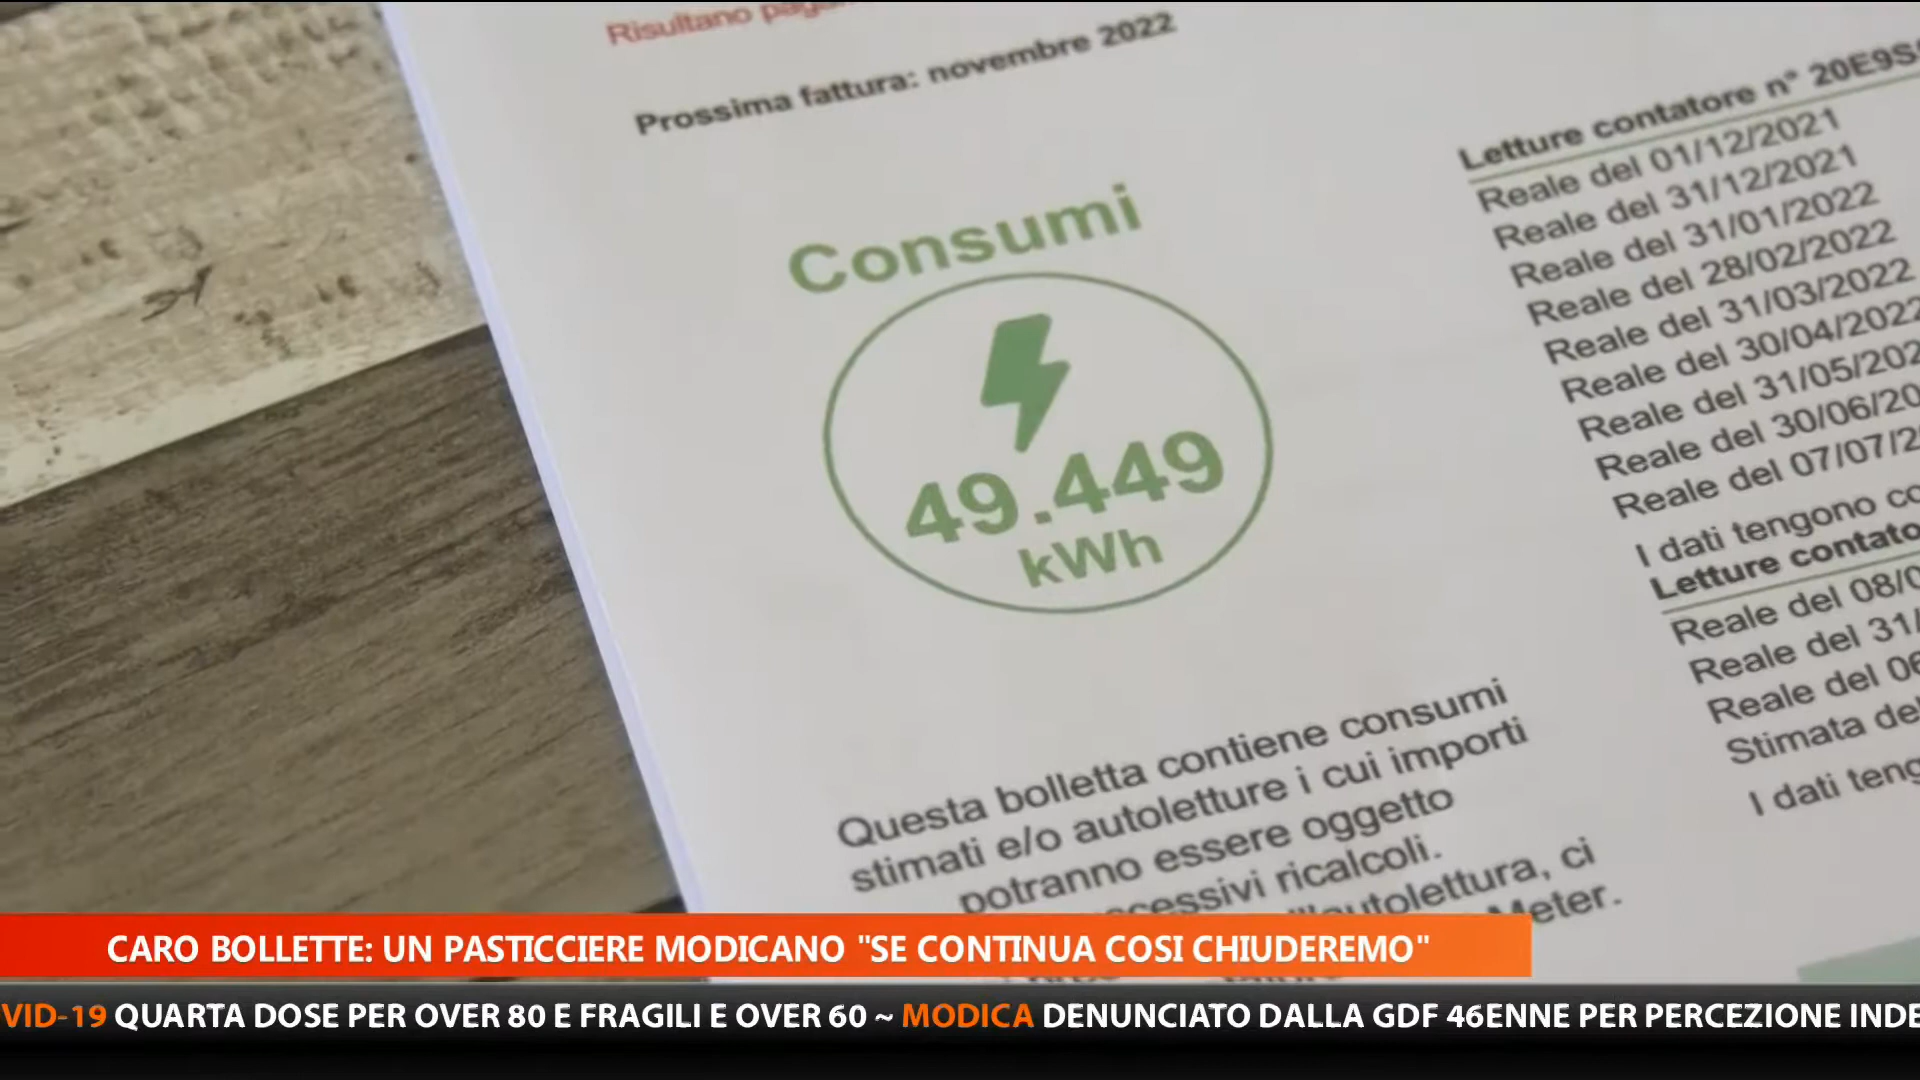 Risultano
Prossima fattura: novembre 2022
Consumi
49.449
kWh
Questa bolletta contiene consumi
stimati e/o autoletture i cui importi
potranno essere oggetto
ricalcoli.
ci
Meter.
Letture contatore n° 20E9S
Reale del 01/12/2021
Reale del 31/12/2021
Reale del 31/01/2022
Reale del 28/02/2022
Reale del 31/03/2022
Reale del 30/04/2022
Reale del 31/05/202
Reale del 30/06/20
Reale del 07/07/2
I dati tengono co
Letture contato
Reale del 08/0
Reale del 31/
Reale del 06
Stimata del
I dati teng
CARO BOLLETTE: UN PASTICCIERE MODICANO "SE CONTINUA COSI CHIUDEREMO"
VID-19 QUARTA DOSE PER OVER 80 E FRAGILI E OVER 60 ~ MODICA DENUNCIATO DALLA GDF 46ENNE PER PERCEZIONE INDE